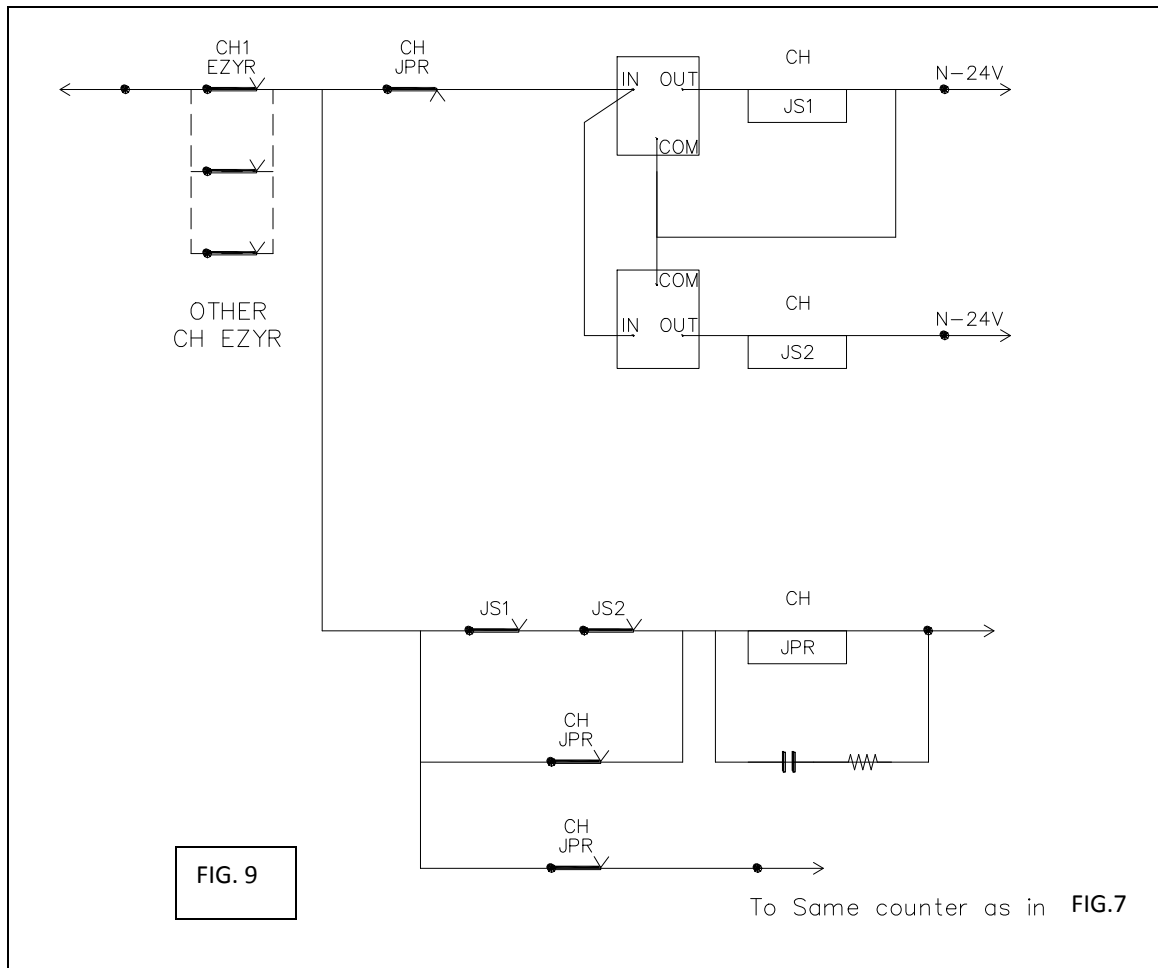 CH1
EZYR
CH
JPR
IN OUT
COM
CH
JS1
N-24V
OTHER
CH EZYR
COM
IN OUT
CH
JS2
N-24V
JS1
JS2
CH
JPR
CH
JPR
CH
JPR
FIG. 9
To Same counter as in FIG.7